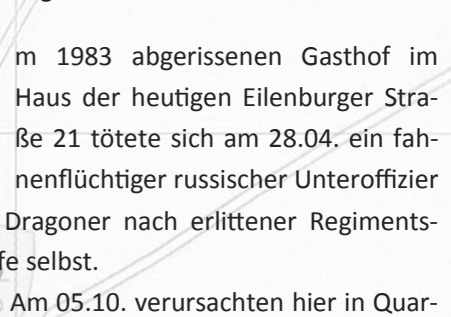 m 1983 abgerissenen Gasthof im
Haus der heutigen Eilenburger Stra-
ße 21 tötete sich am 28.04. ein fah-
nenflüchtiger russischer Unteroffizier
Dragoner nach erlittener Regiments-
fe selbst.
Am 05.10. verursachten hier in Quar-